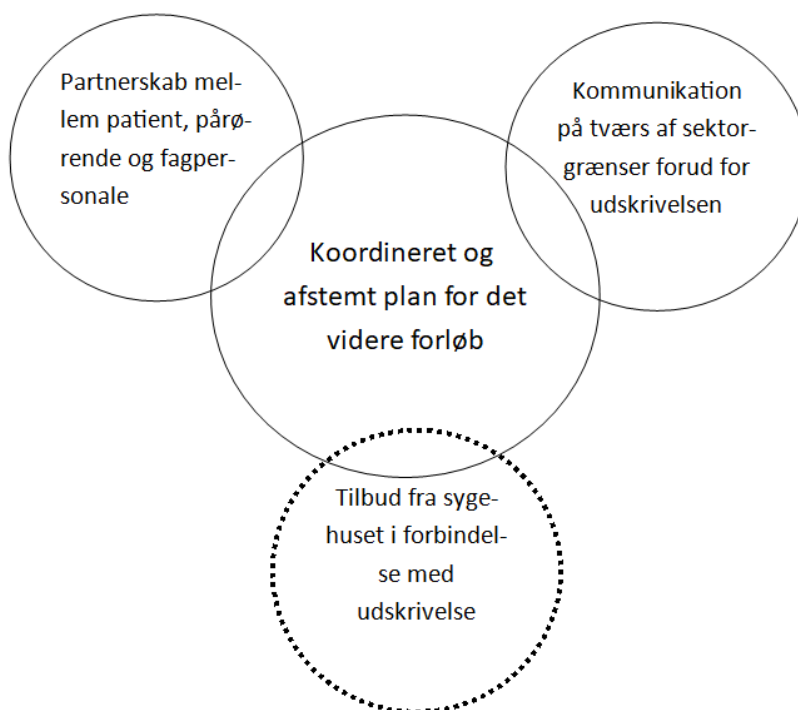 Partnerskab mel-
lem patient, pårø-
rende og fagper-
sonale
Kommunikation
på tværs af sektor-
grænser forud for
udskrivelsen
Koordineret og
afstemt plan for det
videre forløb
Tilbud fra syge-
huset i forbindel-
se med
udskrivelse